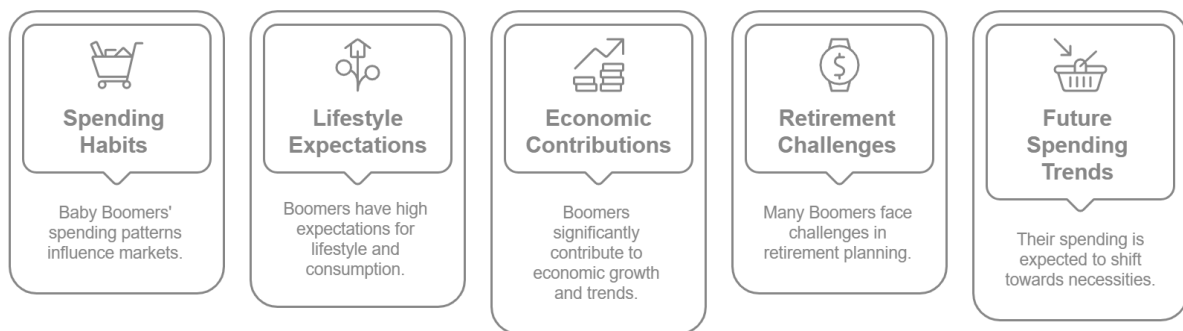 Spending
Habits
Baby Boomers'
spending patterns
influence markets.
Lifestyle
Expectations
Boomers have high
expectations for
lifestyle and
consumption.
$
Economic
Contributions
Boomers
significantly
contribute to
economic growth
and trends.
Retirement
Challenges
Many Boomers face
challenges in
retirement planning.
Future
Spending
Trends
Their spending is
expected to shift
towards necessities.